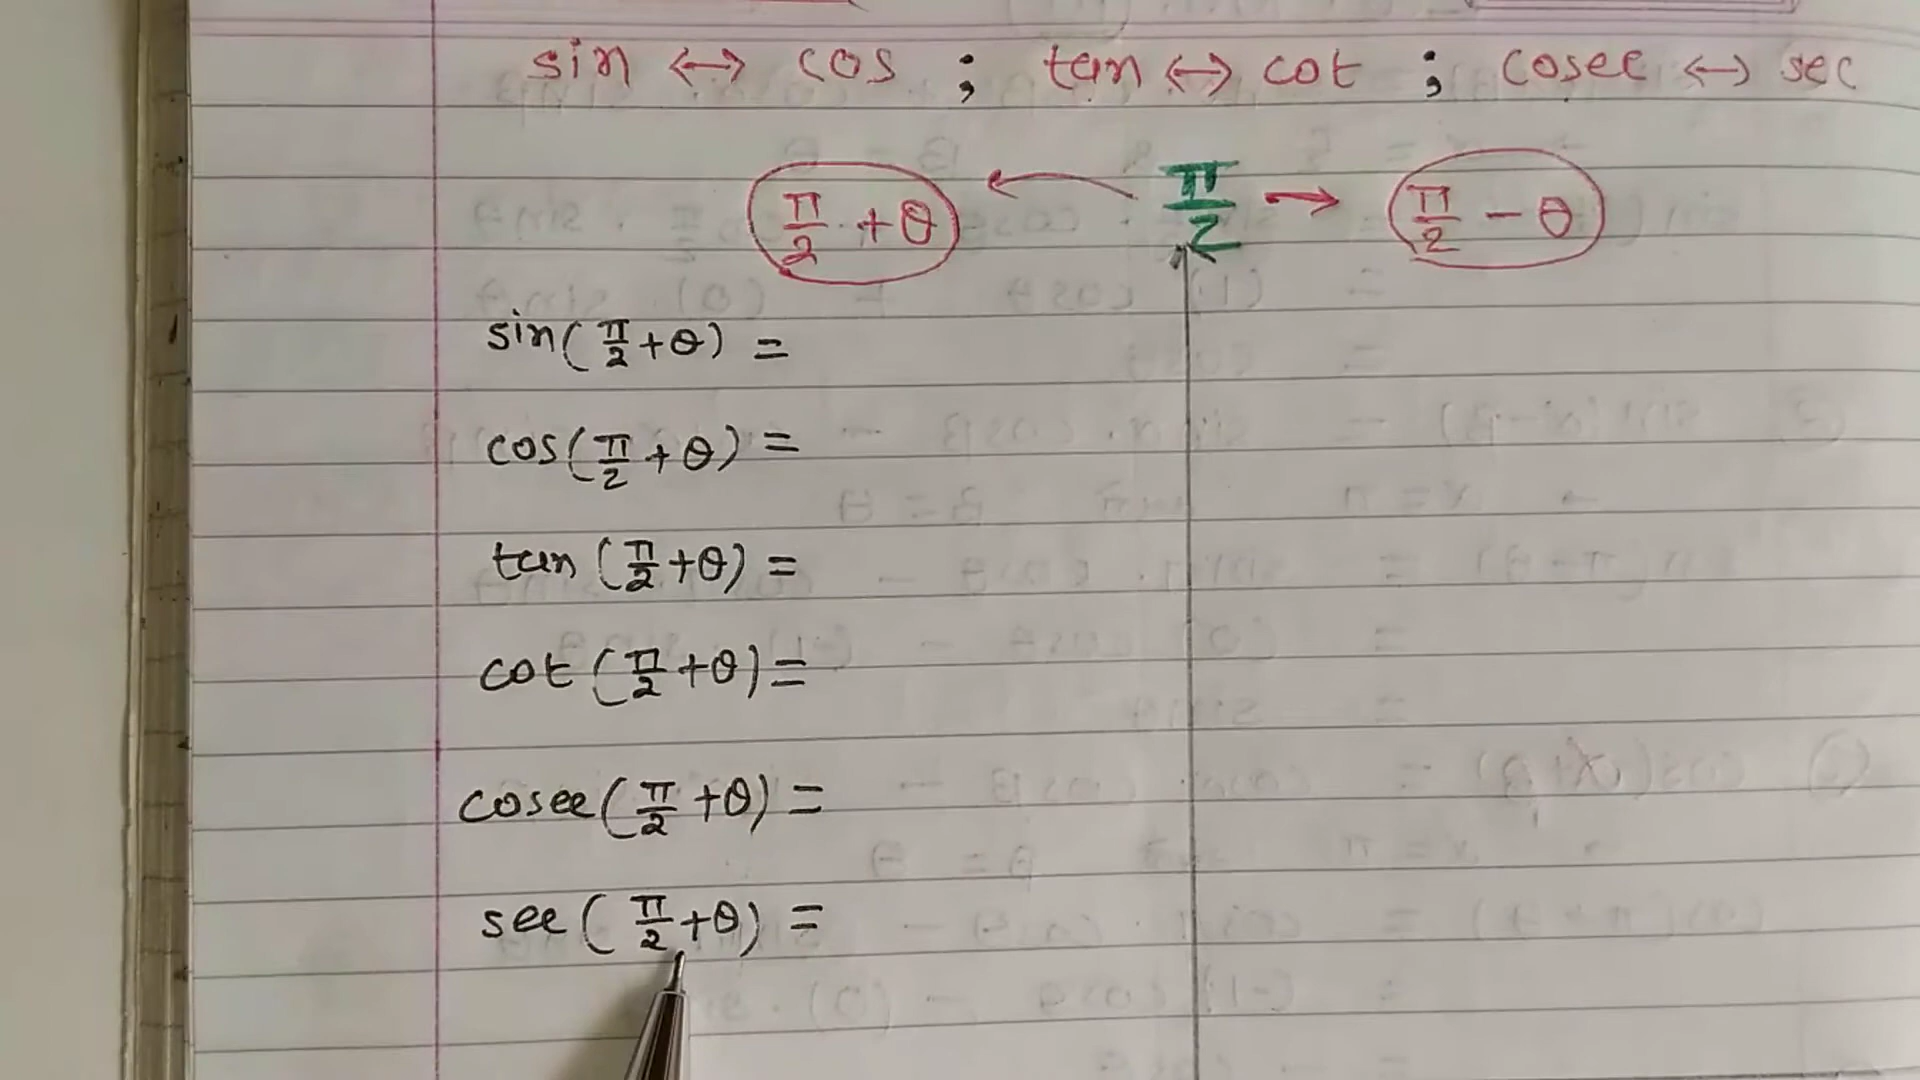 sin ↔ cos ; tan ↔ cot ; cosec ↔ sec
π/2 + θ ← π/2 → π/2 − θ
sin(π/2 + θ) =
cos(π/2 + θ) =
tan (π/2 + θ) =
cot (π/2 + θ) =
cosec (π/2 + θ) =
sec (π/2 + θ) =